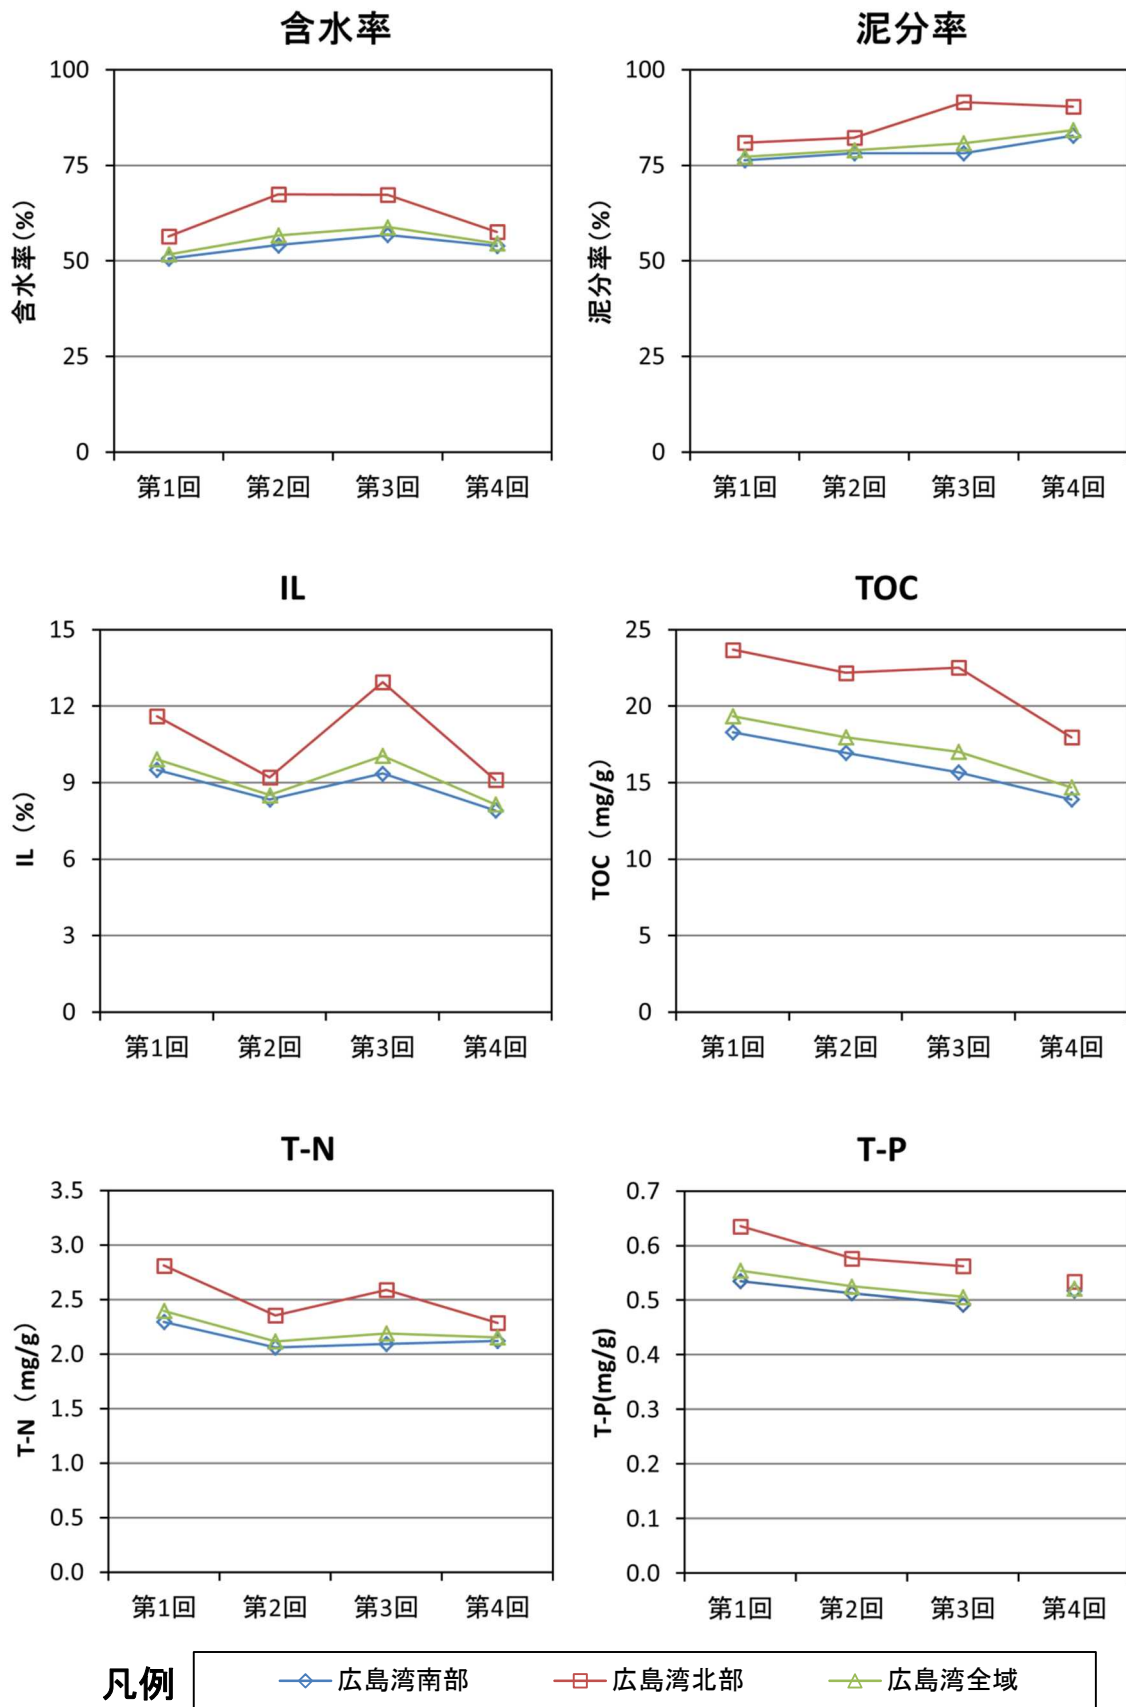 含水率
100
75
50
25
0
含水率(%)
第1回 第2回 第3回 第4回
泥分率
100
75
50
25
0
泥分率(%)
第1回 第2回 第3回 第4回
IL
15
12
9
6
3
0
IL（%）
第1回 第2回 第3回 第4回
TOC
25
20
15
10
5
0
TOC（mg/g）
第1回 第2回 第3回 第4回
T-N
3.5
3.0
2.5
2.0
1.5
1.0
0.5
0.0
T-N（mg/g）
第1回 第2回 第3回 第4回
T-P
0.7
0.6
0.5
0.4
0.3
0.2
0.1
0.0
T-P(mg/g)
第1回 第2回 第3回 第4回
凡例 広島湾南部 広島湾北部 広島湾全域